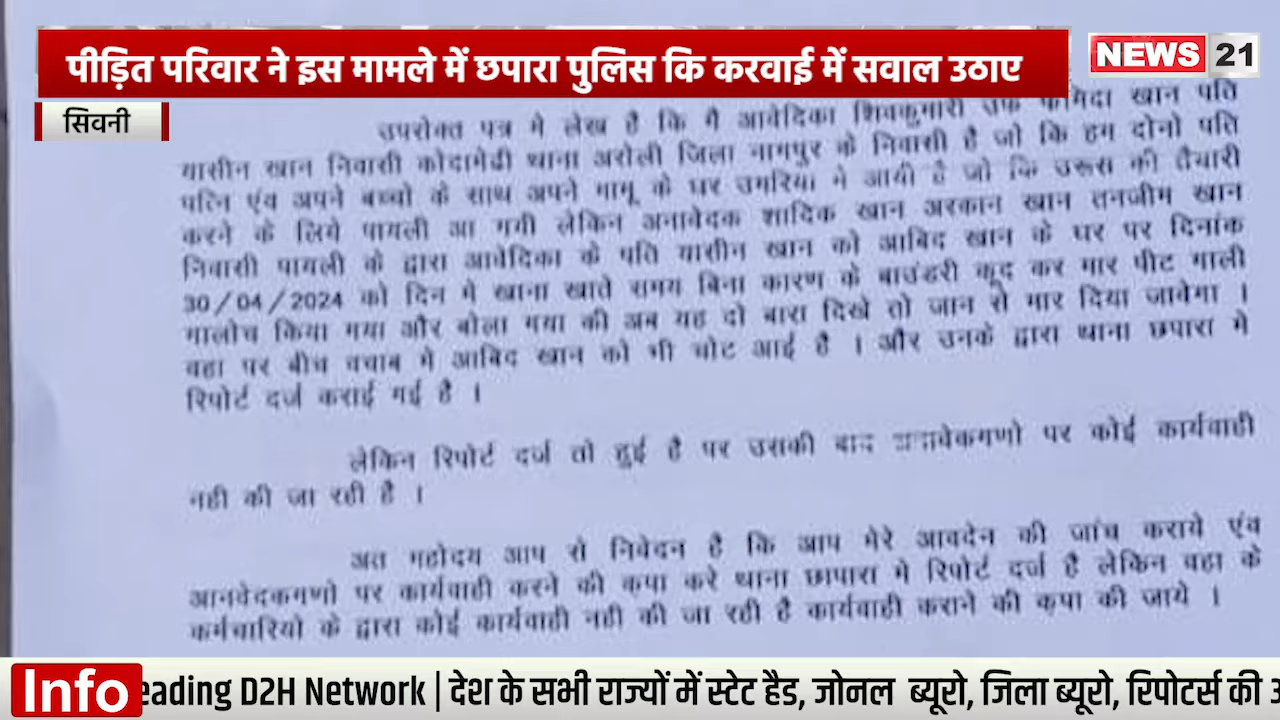 पीड़ित परिवार ने इस मामले में छपारा पुलिस कि करवाई में सवाल उठाए
NEWS 21
सिवनी
उपरोक्त पत्र मे लेख है कि मै आवेदिका शिवकुमारी उर्फ फमिदा खान पति
यासीन खान निवासी कोदामेढी थाना अरोली जिला नागपुर के निवासी है जो कि हम दोनो पति
पत्नि एंव अपने बच्चो के साथ अपने मामू के घर उमरिया मे आयी है जो कि उरूस की तैयारी
करने के लिये पायली आ गयी लेकिन अनावेदक शादिक खान अरकान खान तनजीम खान
निवासी पायली के द्वारा आवेदिका के पति यासीन खान को आबिद खान के घर पर दिनांक
30/04/2024 को दिन मे खाना खाते समय बिना कारण के बाउंडरी कूद कर मार पीट गाली
गालोच किया गया और बोला गया की अब यह दो बारा दिखे तो जान से मार दिया जावेगा ।
वहा पर बीच बचाब मे आबिद खान को भी चोट आई है । और उनके द्वारा थाना छपारा मे
रिपोर्ट दर्ज कराई गई है ।
लेकिन रिपोर्ट दर्ज तो हुई है पर उसकी बाद पर कोई कार्यवाही
नही की जा रही है ।
अत महोदय आप से निवेदन है कि आप मेरे आवदेन की जांच कराये एंव
आनवेदकगणो पर कार्यवाही करने की कृपा करे थाना छापारा मे रिपोर्ट दर्ज है लेकिन वहा के
कर्मचारियो के द्वारा कोई कार्यवाही नही की जा रही है कार्यवाही कराने की कृपा की जाये ।
Info eading D2H Network | देश के सभी राज्यों में स्टेट हैड, जोनल ब्यूरो, जिला ब्यूरो, रिपोटर्स की